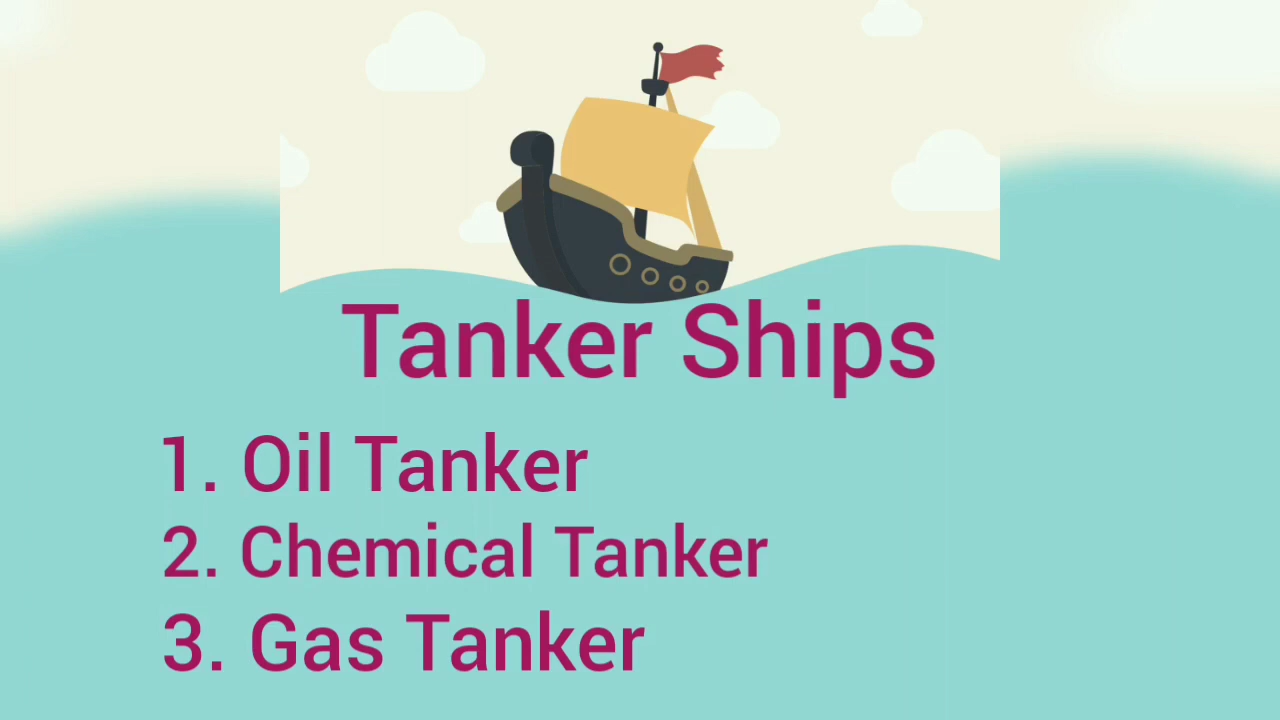 Tanker Ships
1. Oil Tanker
2. Chemical Tanker
3. Gas Tanker